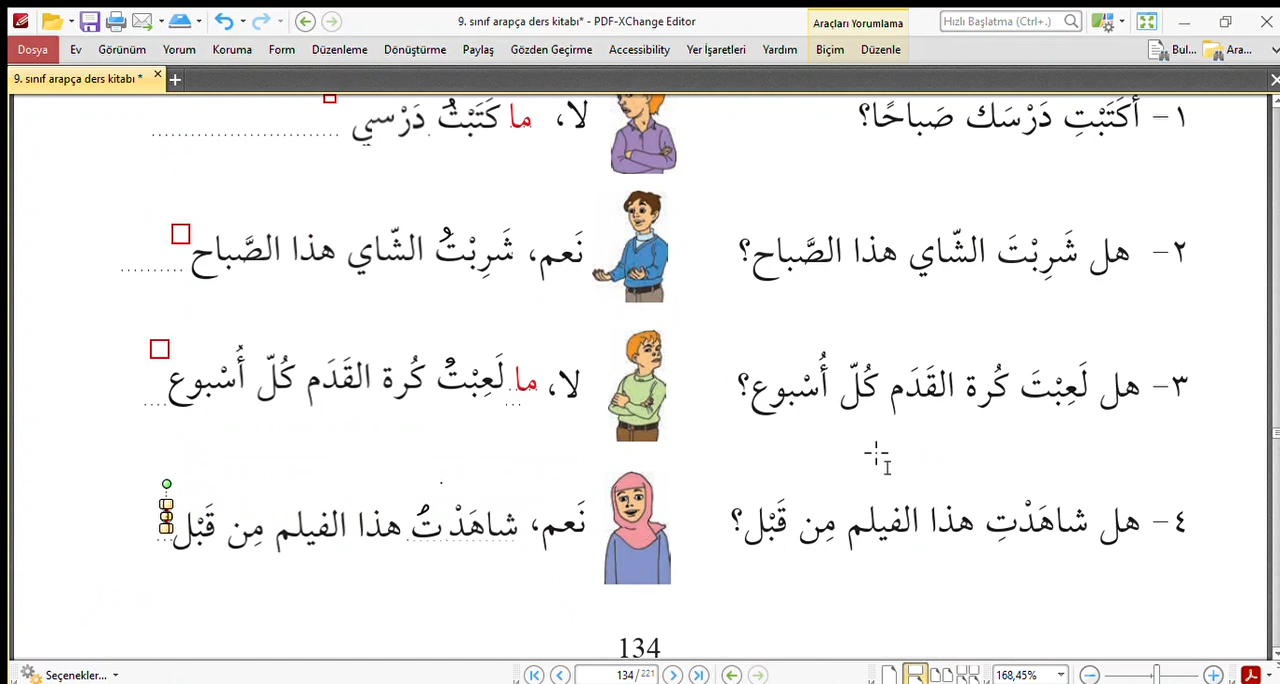 9. sınıf arapça ders kitabı* - PDF-XChange Editor
Araçları Yorumlama
Hızlı Başlatma (Ctrl+.)
Dosya Ev Görünüm Yorum Koruma Form Düzenleme Dönüştürme Paylaş Gözden Geçirme Accessibility Yer İşaretleri Yardım Biçim Düzenle Bul... Ara...
9. sınıf arapça ders kitabı *
١- أَكَتَبْتِ دَرْسَك صَباحًا؟
لا، ما كَتَبْتُ دَرْسي
٢- هل شَرِبْتَ الشّاي هذا الصَّباح؟
نَعم، شَرِبْتُ الشّاي هذا الصَّباح
٣- هل لَعِبْتَ كُرة القَدَم كُلّ أُسْبوع؟
لا، ما لَعِبْتُ كُرة القَدَم كُلّ أُسْبوع
٤- هل شاهَدْتِ هذا الفيلم مِن قَبْل؟
نَعم، شاهَدْتُ هذا الفيلم مِن قَبْل
134
Seçenekler...
134 / 221
168,45%